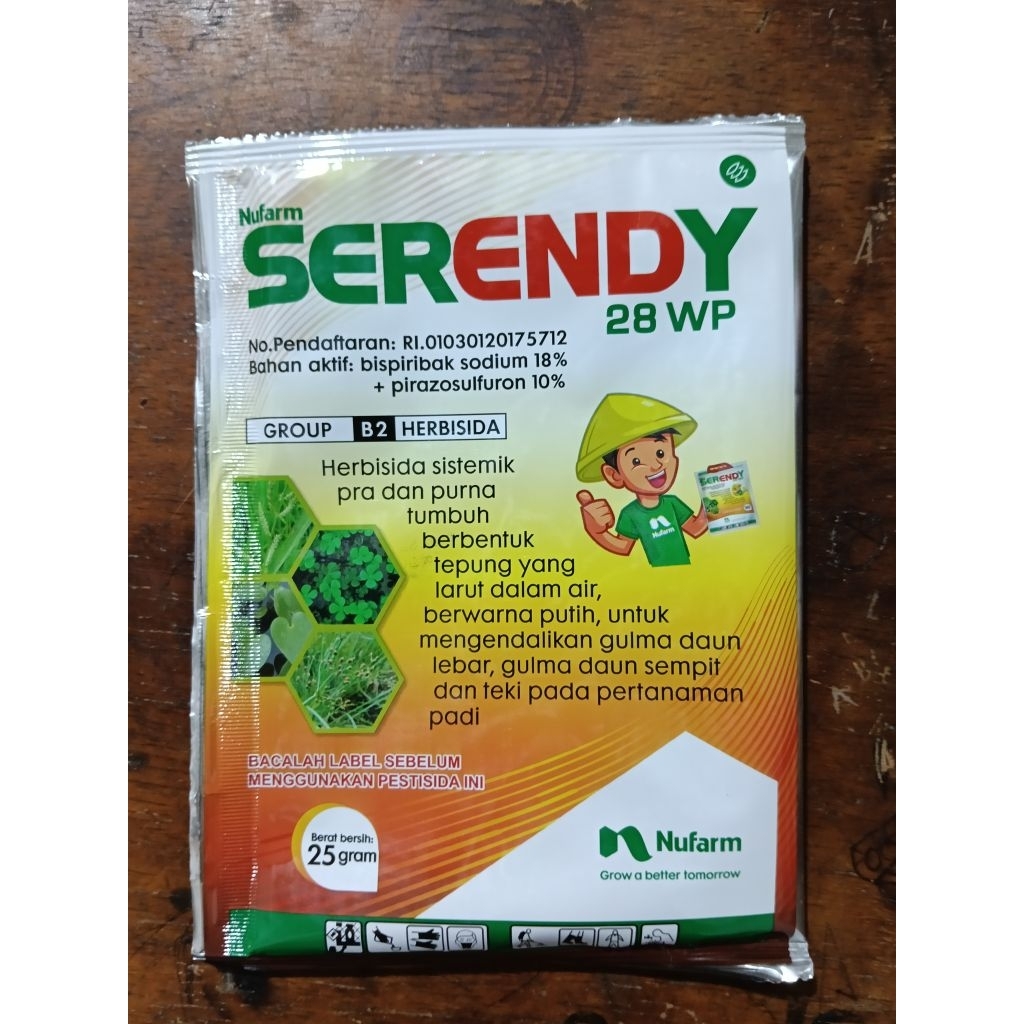 Nufarm
SERENDY
28 WP
No.Pendaftaran: RI.01030120175712
Bahan aktif: bispiribak sodium 18%
+ pirazosulfuron 10%
GROUP B2 HERBISIDA
Herbisida sistemik
pra dan purna
tumbuh
berbentuk
tepung yang
larut dalam air,
berwarna putih, untuk
mengendalikan gulma daun
lebar, gulma daun sempit
dan teki pada pertanaman
padi
SERENDY
Nufarm
BACALAH LABEL SEBELUM
MENGGUNAKAN PESTISIDA INI
Berat bersih:
25 gram
Nufarm
Grow a better tomorrow